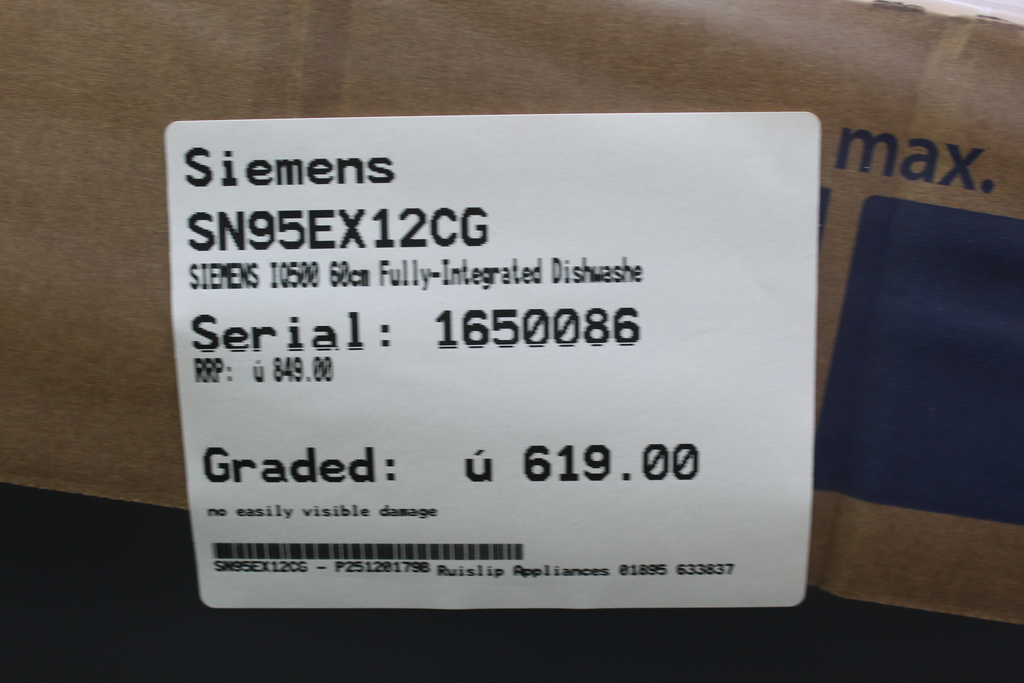 Siemens
SN95EX12CG
SIEMENS IQ500 60cm Fully-Integrated Dishwashe
Serial: 1650086
RRP: ú 849.00
Graded: ú 619.00
no easily visible damage
SN95EX12CG - P251201798 Ruislip Appliances 01895 633837
max.